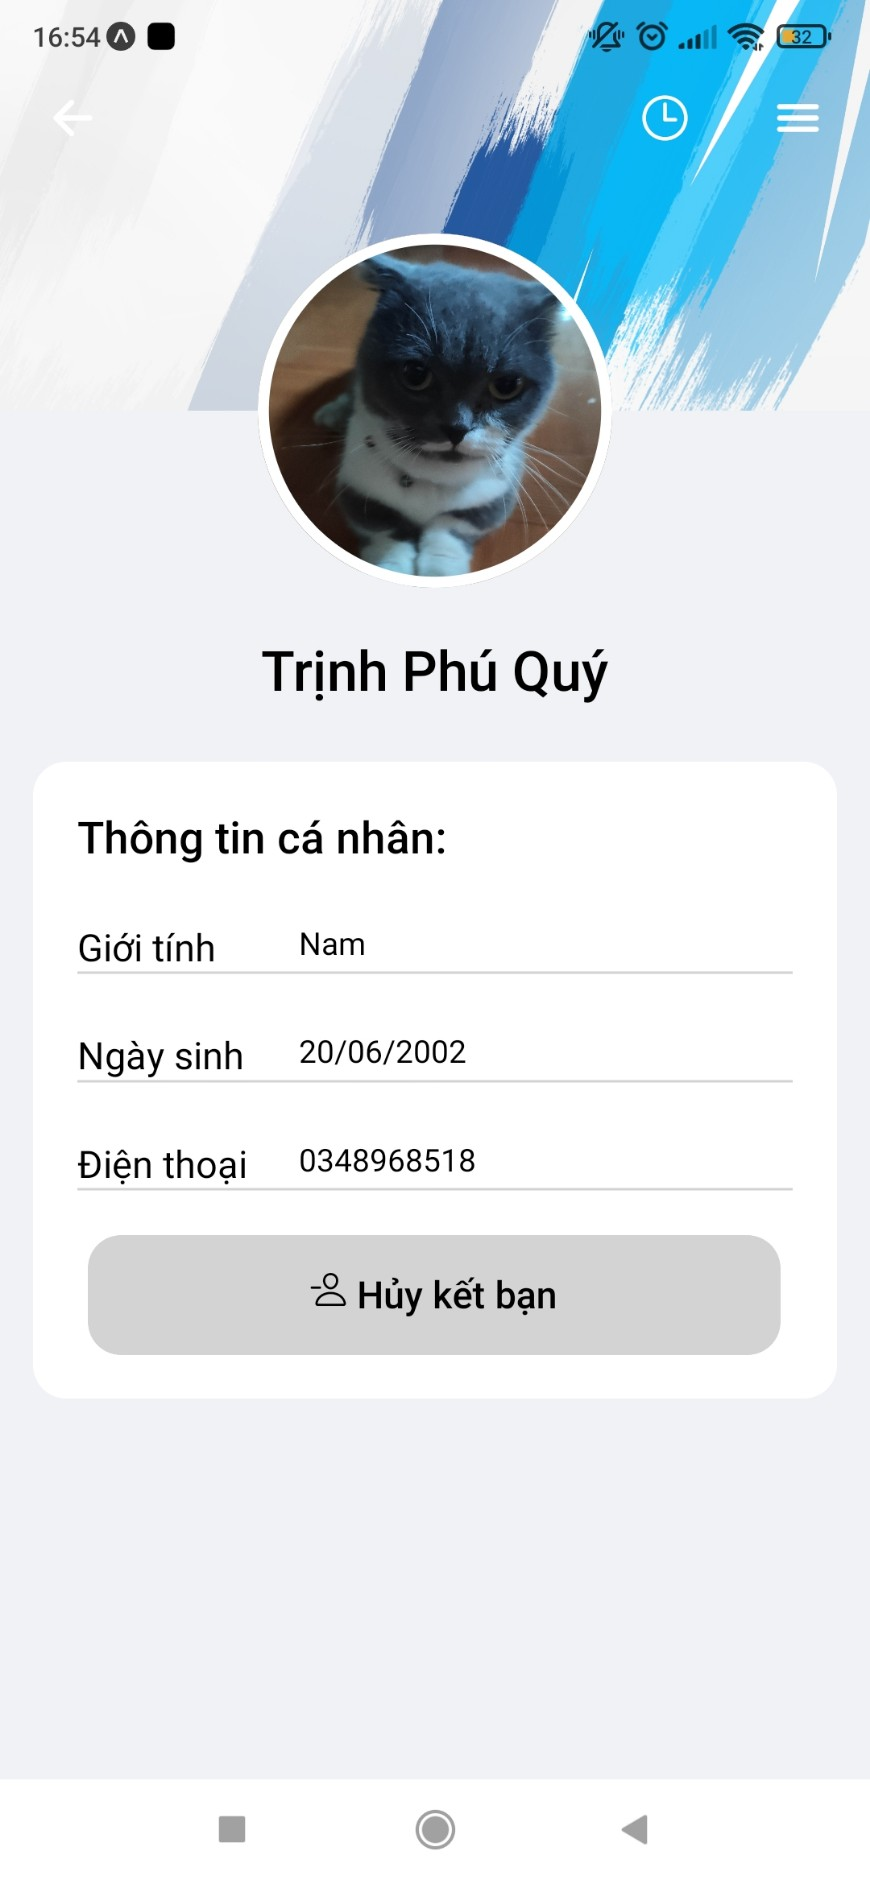 16:54
32
Trịnh Phú Quý
Thông tin cá nhân:
Giới tính Nam
Ngày sinh 20/06/2002
Điện thoại 0348968518
Hủy kết bạn